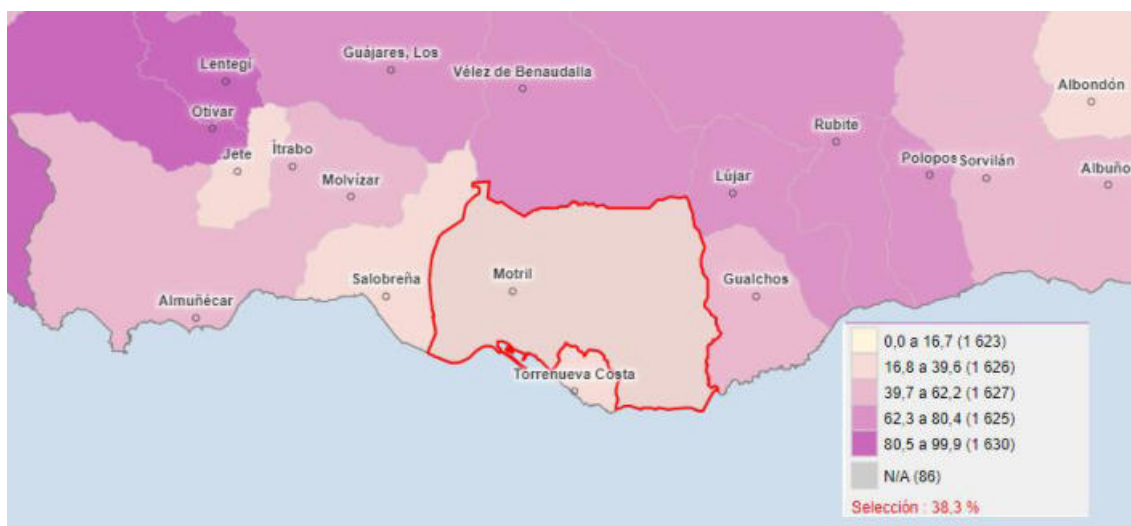 Guájares, Los
Lentegí
Vélez de Benaudalla
Albondón
Otívar
Rubite
Jete
Ítrabo
Polopos
Sorvilán
Molvízar
Lújar
Albuño
Salobreña
Motril
Gualchos
Almuñécar
Torrenueva Costa
0,0 a 16,7 (1 623)
16,8 a 39,6 (1 626)
39,7 a 62,2 (1 627)
62,3 a 80,4 (1 625)
80,5 a 99,9 (1 630)
N/A (86)
Selección : 38,3 %